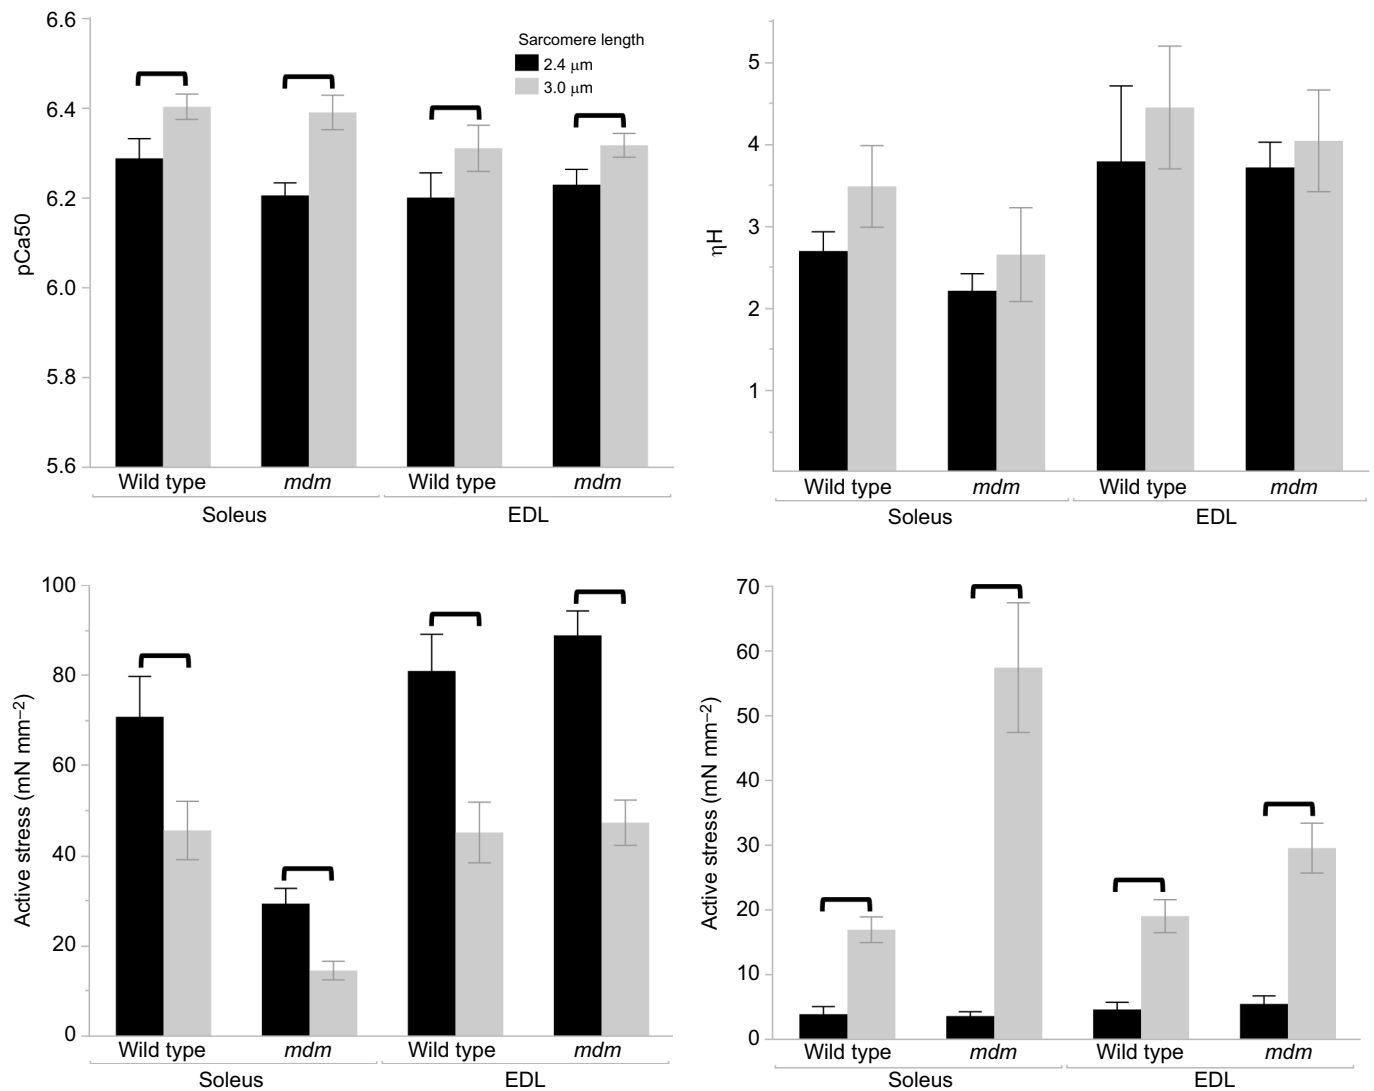 6.6
6.4
6.2
6.0
5.8
5.6
pCa50
Sarcomere length
2.4 μm
3.0 μm
Wild type
mdm
Wild type
mdm
Soleus
EDL
5
4
3
2
1
ηH
Wild type
mdm
Wild type
mdm
Soleus
EDL
100
80
60
40
20
0
Active stress (mN mm–2)
Wild type
mdm
Wild type
mdm
Soleus
EDL
70
60
50
40
30
20
10
0
Active stress (mN mm–2)
Wild type
mdm
Wild type
mdm
Soleus
EDL